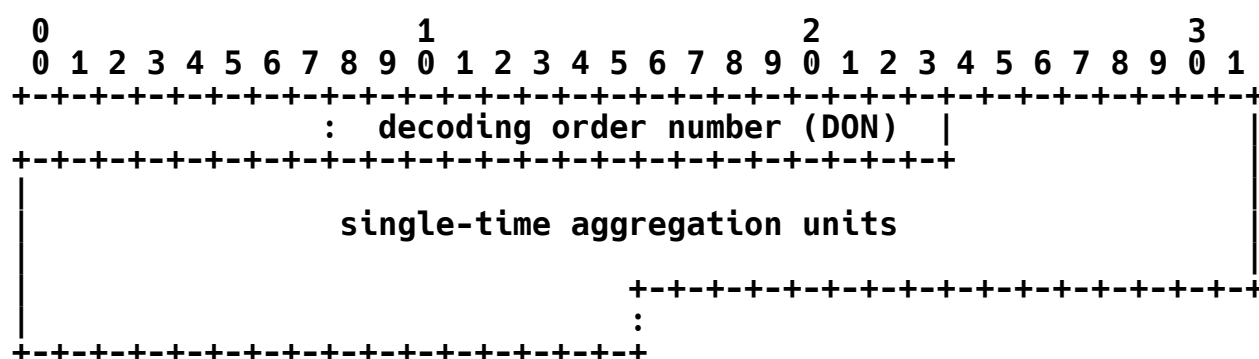 0                   1                   2                   3
 0 1 2 3 4 5 6 7 8 9 0 1 2 3 4 5 6 7 8 9 0 1 2 3 4 5 6 7 8 9 0 1
+-+-+-+-+-+-+-+-+-+-+-+-+-+-+-+-+-+-+-+-+-+-+-+-+-+-+-+-+-+-+-+-+
                :  decoding order number (DON)  |               |
+-+-+-+-+-+-+-+-+-+-+-+-+-+-+-+-+-+-+-+-+-+-+-+-+               |
|                                                               |
|                single-time aggregation units                  |
|                                                               |
|                               +-+-+-+-+-+-+-+-+-+-+-+-+-+-+-+-+
|                               :
+-+-+-+-+-+-+-+-+-+-+-+-+-+-+-+-+